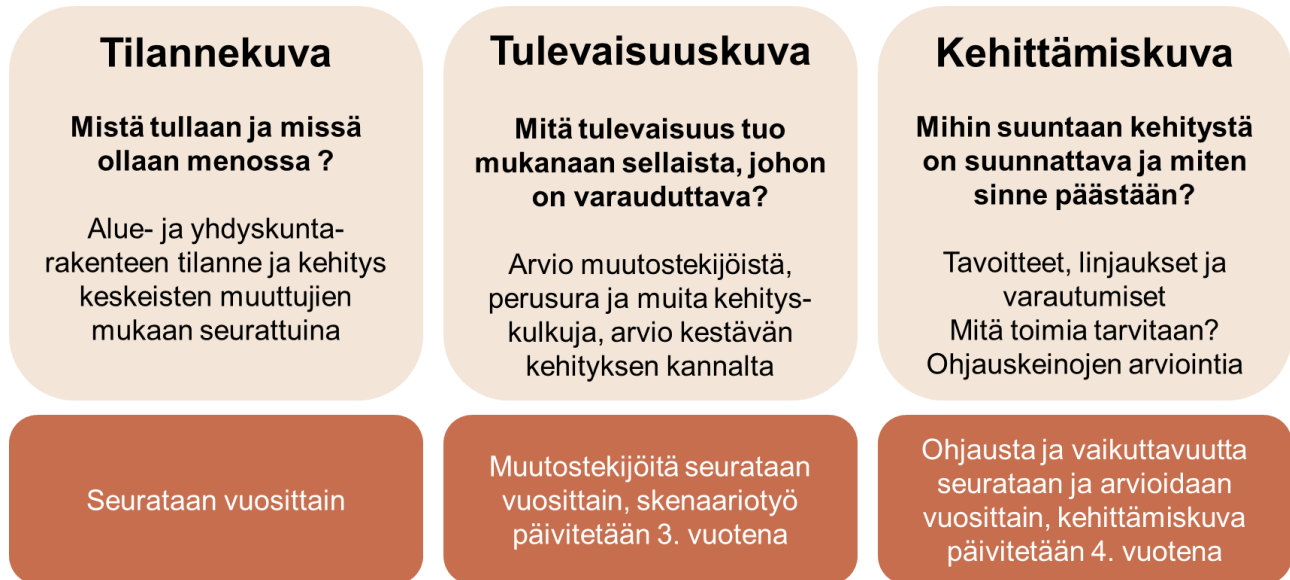 Tilannekuva
Mistä tullaan ja missä
ollaan menossa ?
Alue- ja yhdyskunta-
rakenteen tilanne ja kehitys
keskeisten muuttujien
mukaan seurattuina
Seurataan vuosittain
Tulevaisuuskuva
Mitä tulevaisuus tuo
mukanaan sellaista, johon
on varauduttava?
Arvio muutostekijöistä,
perusura ja muita kehitys-
kulkuja, arvio kestävän
kehityksen kannalta
Muutostekijöitä seurataan
vuosittain, skenaariotyö
päivitetään 3. vuotena
Kehittämiskuva
Mihin suuntaan kehitystä
on suunnattava ja miten
sinne päästään?
Tavoitteet, linjaukset ja
varautumiset
Mitä toimia tarvitaan?
Ohjauskeinojen arviointia
Ohjausta ja vaikuttavuutta
seurataan ja arvioidaan
vuosittain, kehittämiskuva
päivitetään 4. vuotena